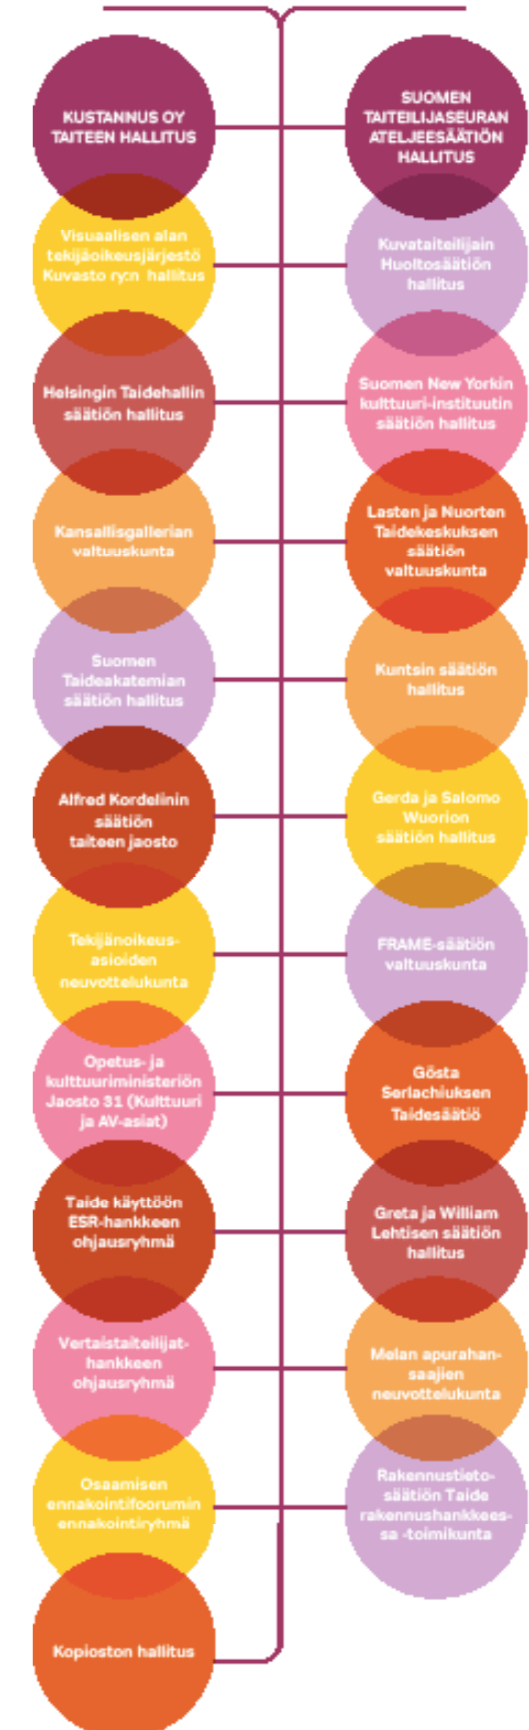 KUSTANNUS OY
TAITEEN HALLITUS
Visuaalisen alan
tekijäoikeusjärjestö
Kuvasto ry:n hallitus
Helsingin Taidehallin
säätiön hallitus
Kansallisgallerian
valtuuskunta
Suomen
Taideakatemian
säätiön hallitus
Alfred Kordelinin
säätiön
taiteen jaosto
Tekijänoikeus-
asioiden
neuvottelukunta
Opetus- ja
kulttuuriministeriön
Jaosto 31 (Kulttuuri
ja AV-asiat)
Taide käyttöön
ESR-hankkeen
ohjausryhmä
Vertaistaiteilijat-
hankkeen
ohjausryhmä
Osaamisen
ennakointifoorumin
ennakointiryhmä
Kopioston hallitus
SUOMEN
TAITEILIJASEURAN
ATELJEESÄÄTIÖN
HALLITUS
Kuvataiteilijain
Huoltosäätiön
hallitus
Suomen New Yorkin
kulttuuri-instituutin
säätiön hallitus
Lasten ja Nuorten
Taidekeskuksen
säätiön
valtuuskunta
Kuntsin säätiön
hallitus
Gerda ja Salomo
Wuorion
säätiön hallitus
FRAME-säätiön
valtuuskunta
Gösta
Serlachiuksen
Taidesäätiö
Greta ja William
Lehtisen säätiön
hallitus
Melan apurahan-
saajien
neuvottelukunta
Rakennustieto-
säätiön Taide
rakennushankkees-
sa -toimikunta